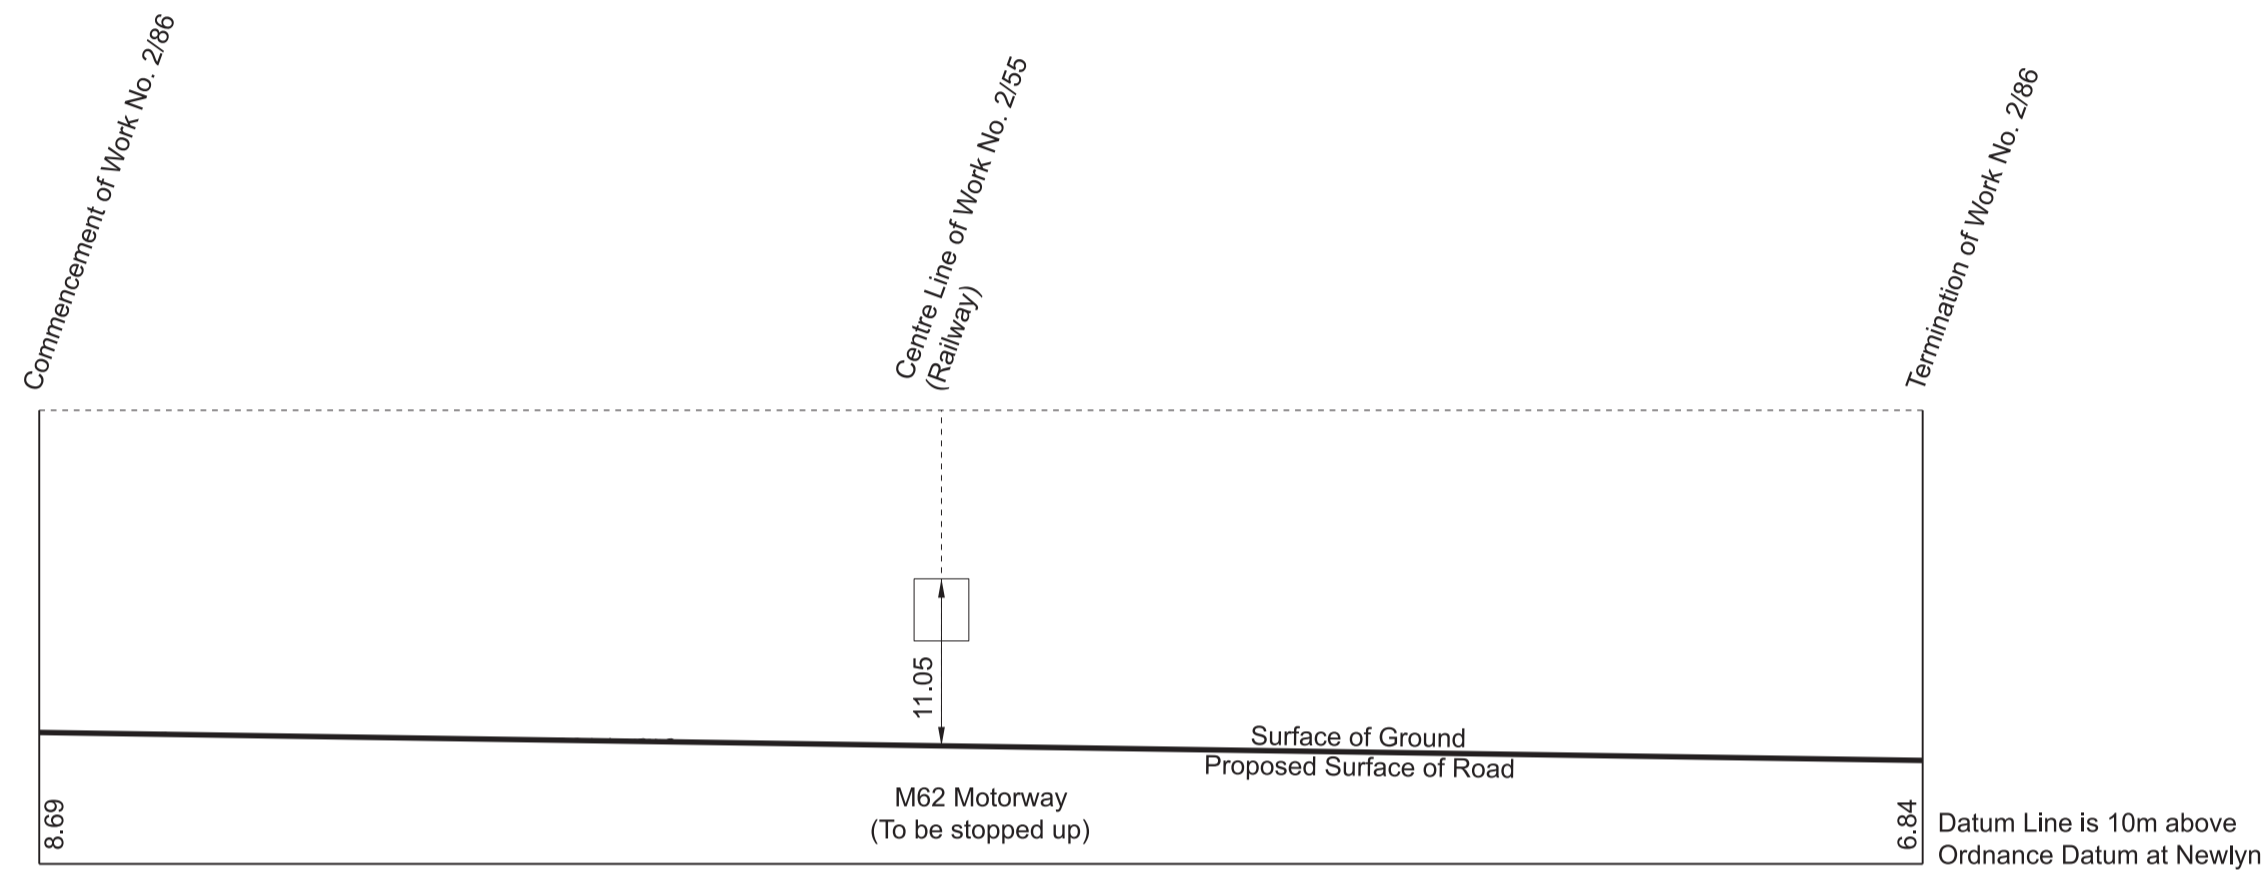 Commencement of Work No. 2/86
Centre Line of Work No. 2/55
(Railway)
Termination of Work No. 2/86
11.05
Surface of Ground
Proposed Surface of Road
M62 Motorway
(To be stopped up)
8.69
6.84
Datum Line is 10m above
Ordnance Datum at Newlyn